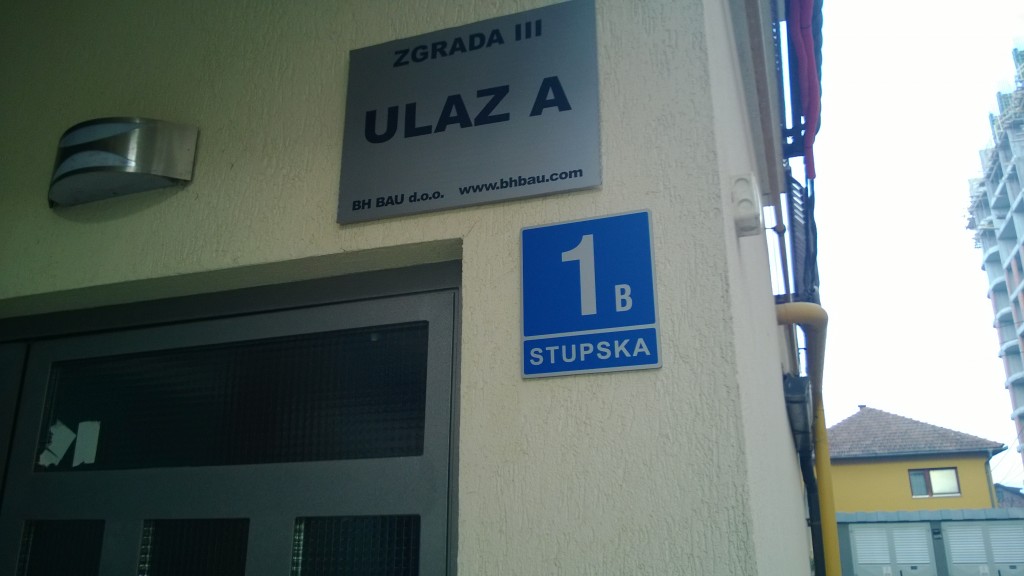 ZGRADA III
ULAZ A
BH BAU d.o.o. www.bhbau.com
1 B
STUPSKA